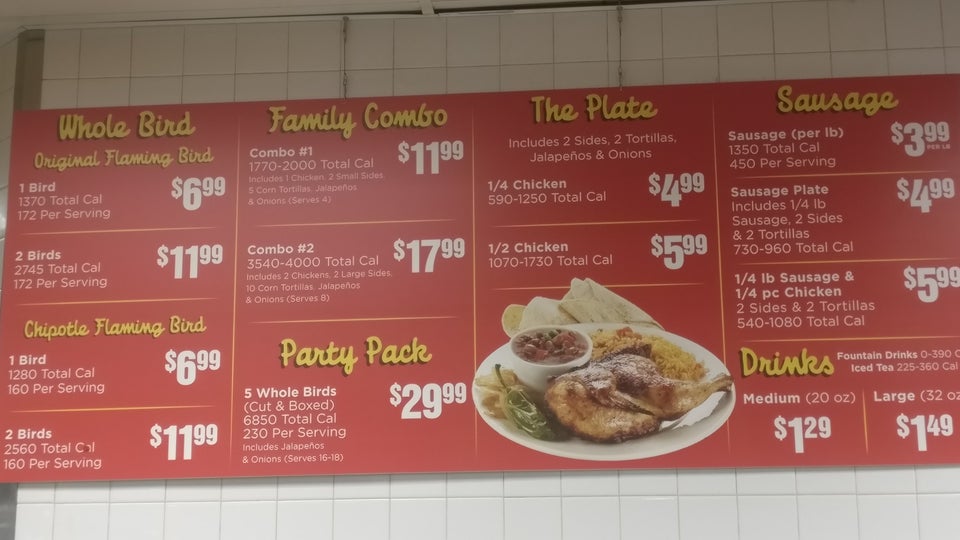 Whole Bird
Original Flaming Bird
1 Bird
1370 Total Cal
172 Per Serving
$6.99
2 Birds
2745 Total Cal
172 Per Serving
$11.99
Chipotle Flaming Bird
1 Bird
1280 Total Cal
160 Per Serving
$6.99
2 Birds
2560 Total Cal
160 Per Serving
$11.99
Family Combo
Combo #1
1770-2000 Total Cal
Includes 1 Chicken, 2 Small Sides,
5 Corn Tortillas, Jalapeños
& Onions (Serves 4)
$11.99
Combo #2
3540-4000 Total Cal
Includes 2 Chickens, 2 Large Sides,
10 Corn Tortillas, Jalapeños
& Onions (Serves 8)
$17.99
Party Pack
5 Whole Birds
(Cut & Boxed)
6850 Total Cal
230 Per Serving
Includes Jalapeños
& Onions (Serves 16-18)
$29.99
The Plate
Includes 2 Sides, 2 Tortillas,
Jalapeños & Onions
1/4 Chicken
590-1250 Total Cal
$4.99
1/2 Chicken
1070-1730 Total Cal
$5.99
Sausage
Sausage (per lb)
1350 Total Cal
450 Per Serving
$3.99
PER LB
Sausage Plate
Includes 1/4 lb
Sausage, 2 Sides
& 2 Tortillas
730-960 Total Cal
$4.99
1/4 lb Sausage &
1/4 pc Chicken
2 Sides & 2 Tortillas
540-1080 Total Cal
$5.99
Drinks
Fountain Drinks 0-390 C
Iced Tea 225-360 Cal
Medium (20 oz)
$1.29
Large (32 oz
$1.49